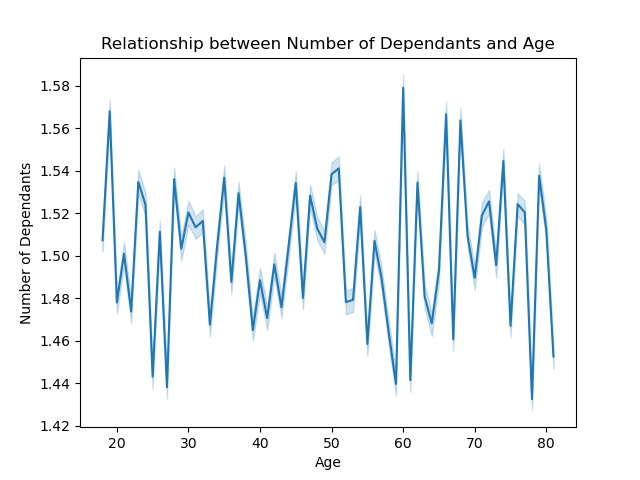 Relationship between Number of Dependants and Age
Number of Dependants
1.58
1.56
1.54
1.52
1.50
1.48
1.46
1.44
1.42
20 30 40 50 60 70 80
Age